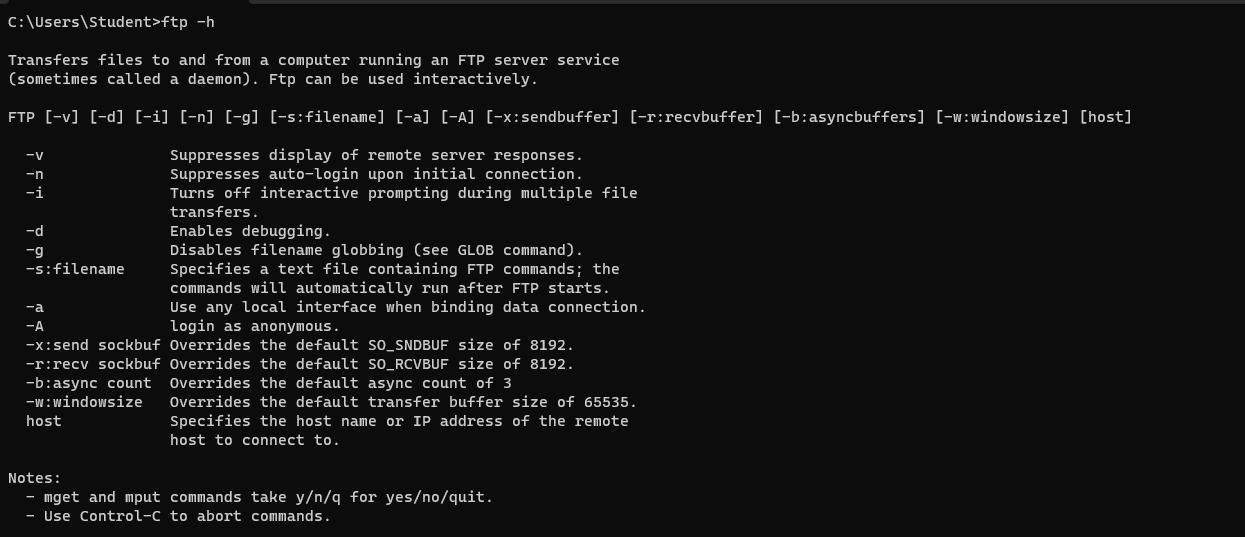 C:\Users\Student>ftp -h
Transfers files to and from a computer running an FTP server service
(sometimes called a daemon). Ftp can be used interactively.
FTP [-v] [-d] [-i] [-n] [-g] [-s:filename] [-a] [-A] [-x:sendbuffer] [-r:recvbuffer] [-b:asyncbuffers] [-w:windowsize] [host]
-v Suppresses display of remote server responses.
-n Suppresses auto-login upon initial connection.
-i Turns off interactive prompting during multiple file
transfers.
-d Enables debugging.
-g Disables filename globbing (see GLOB command).
-s:filename Specifies a text file containing FTP commands; the
commands will automatically run after FTP starts.
-a Use any local interface when binding data connection.
-A login as anonymous.
-x:send sockbuf Overrides the default SO_SNDBUF size of 8192.
-r:recv sockbuf Overrides the default SO_RCVBUF size of 8192.
-b:async count Overrides the default async count of 3
-w:windowsize Overrides the default transfer buffer size of 65535.
host Specifies the host name or IP address of the remote
host to connect to.
Notes:
- mget and mput commands take y/n/q for yes/no/quit.
- Use Control-C to abort commands.